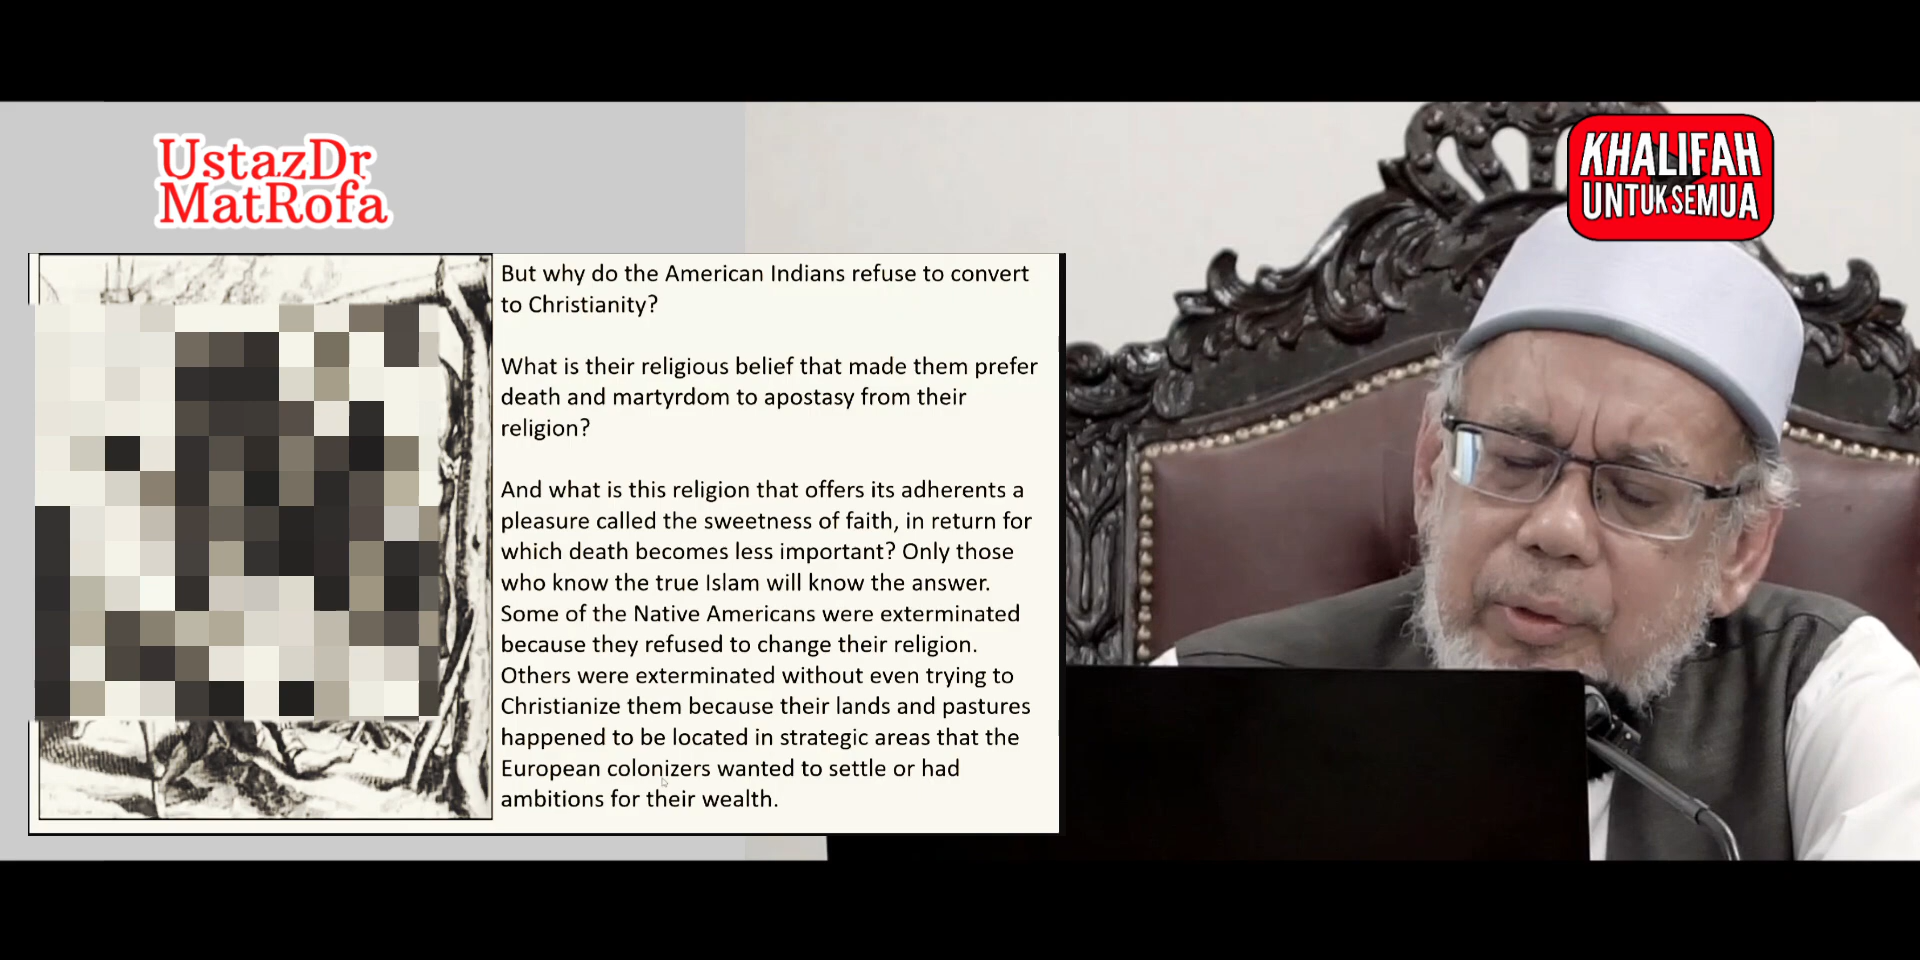 UstazDr
MatRofa
KHALIFAH
UNTUK SEMUA
But why do the American Indians refuse to convert
to Christianity?
What is their religious belief that made them prefer
death and martyrdom to apostasy from their
religion?
And what is this religion that offers its adherents a
pleasure called the sweetness of faith, in return for
which death becomes less important? Only those
who know the true Islam will know the answer.
Some of the Native Americans were exterminated
because they refused to change their religion.
Others were exterminated without even trying to
Christianize them because their lands and pastures
happened to be located in strategic areas that the
European colonizers wanted to settle or had
ambitions for their wealth.